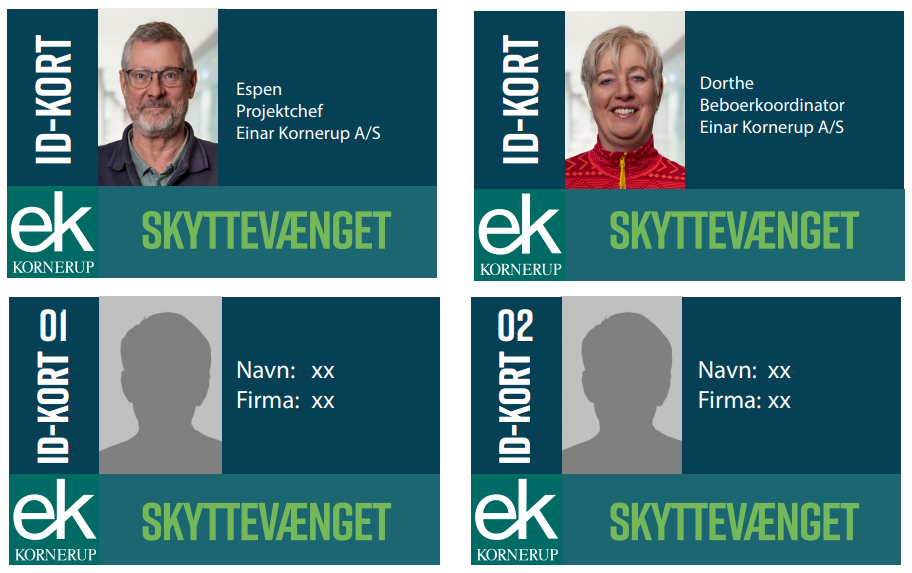 ID-KORT
Espen
Projektchef
Einar Kornerup A/S
ek
KORNERUP
SKYTTEVÆNGET
ID-KORT
Dorthe
Beboerkoordinator
Einar Kornerup A/S
ek
KORNERUP
SKYTTEVÆNGET
01
ID-KORT
Navn: xx
Firma: xx
ek
KORNERUP
SKYTTEVÆNGET
02
ID-KORT
Navn: xx
Firma: xx
ek
KORNERUP
SKYTTEVÆNGET